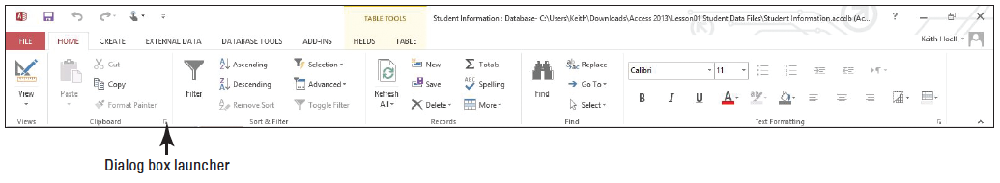 TABLE TOOLS Student Information : Database- C:\Users\Keith\Downloads\Access 2013\Lesson01 Student Data Files\Student Information.accdb (Ac... ?
FILE HOME CREATE EXTERNAL DATA DATABASE TOOLS ADD-INS FIELDS TABLE Keith Hoell
Cut Ascending Selection New Totals Replace Calibri 11
View Paste Copy Filter Descending Advanced Refresh All Save Spelling Find Go To
Format Painter Remove Sort Toggle Filter Delete More Select B I U A
Views Clipboard Sort & Filter Records Find Text Formatting
Dialog box launcher